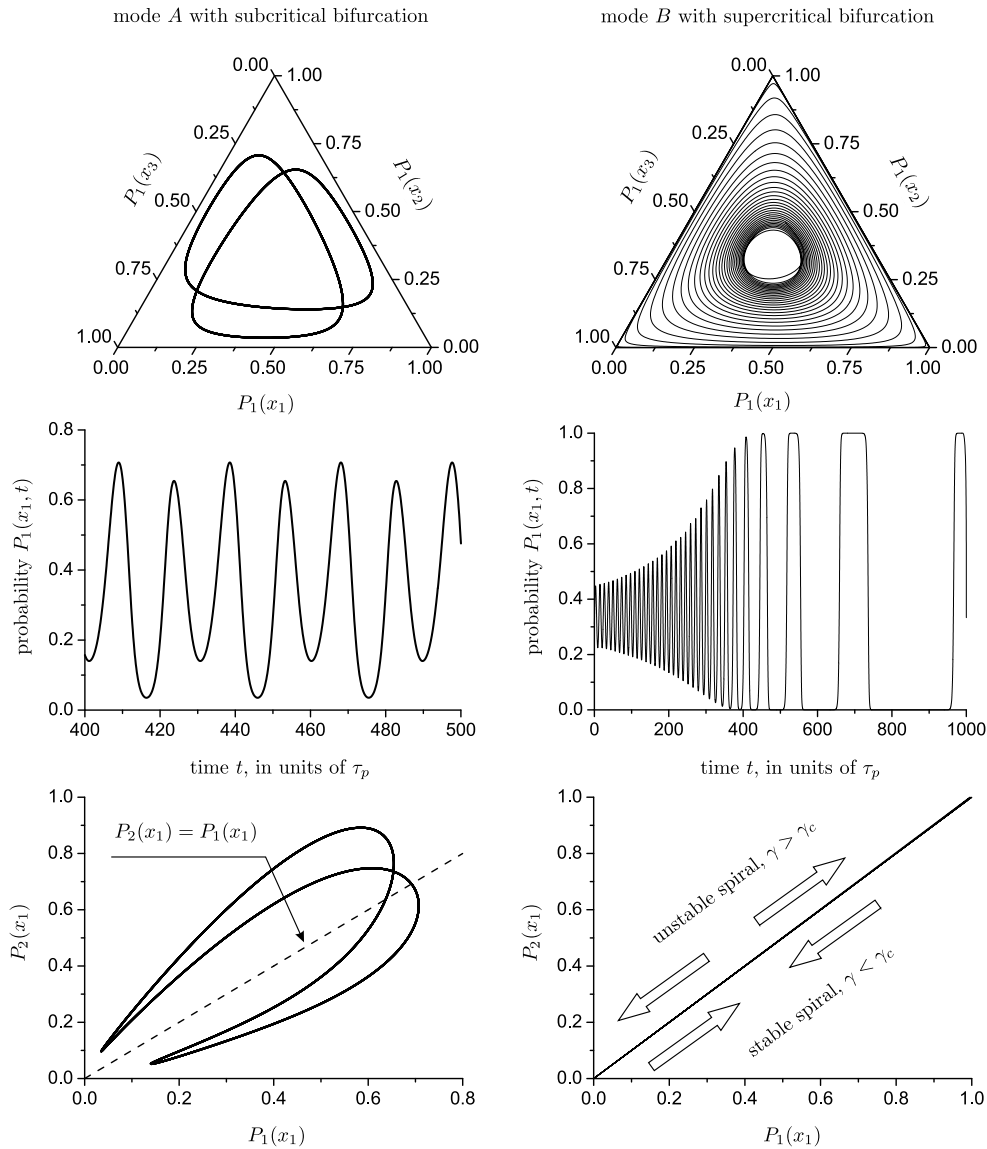 mode A with subcritical bifurcation
mode B with supercritical bifurcation
0.00
1.00
0.25
0.75
P₁(x₃)
P₁(x₂)
0.50
0.50
0.75
0.25
1.00
0.00
0.00 0.25 0.50 0.75 1.00
P₁(x₁)
0.00
1.00
0.25
0.75
P₁(x₃)
P₁(x₂)
0.50
0.50
0.75
0.25
1.00
0.00
0.00 0.25 0.50 0.75 1.00
P₁(x₁)
probability P₁(x₁, t)
0.8
0.6
0.4
0.2
0.0
400 420 440 460 480 500
time t, in units of τₚ
probability P₁(x₁, t)
1.0
0.8
0.6
0.4
0.2
0.0
0 200 400 600 800 1000
time t, in units of τₚ
P₂(x₁)
1.0
0.8
0.6
0.4
0.2
0.0
P₂(x₁) = P₁(x₁)
0.0 0.2 0.4 0.6 0.8
P₁(x₁)
P₂(x₁)
1.0
0.8
0.6
0.4
0.2
0.0
unstable spiral, γ > γ_c
stable spiral, γ < γ_c
0.0 0.2 0.4 0.6 0.8 1.0
P₁(x₁)